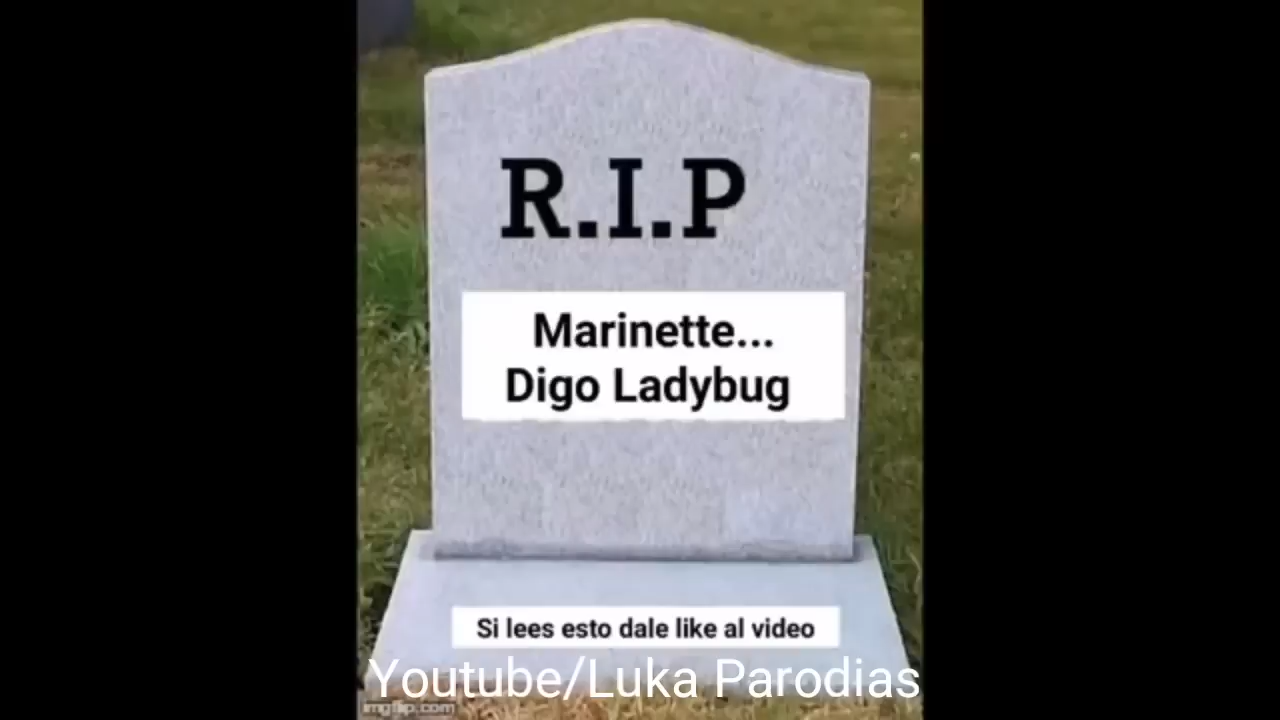 R.I.P
Marinette...
Digo Ladybug
Si lees esto dale like al video
Youtube/Luka Parodias
imgflip.com